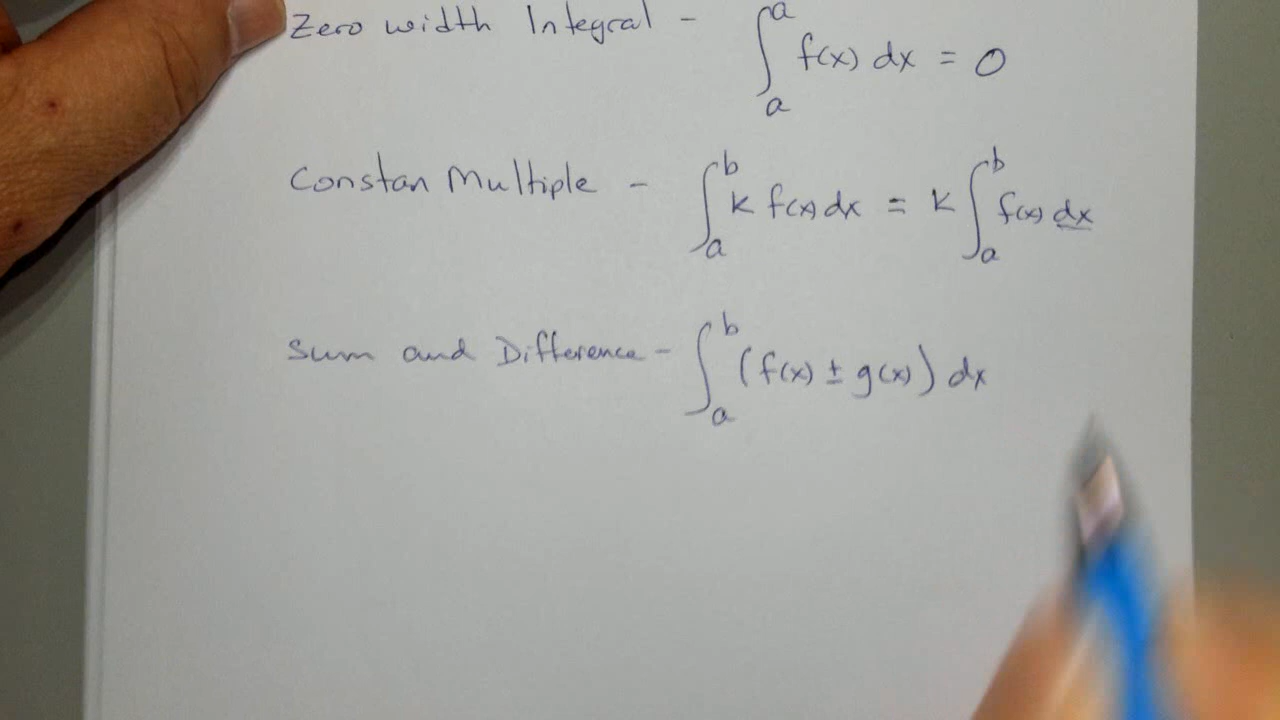 Zero width Integral - ∫_a^a f(x) dx = 0
Constan Multiple - ∫_a^b k f(x) dx = k ∫_a^b f(x) dx
Sum and Difference - ∫_a^b (f(x) ± g(x)) dx